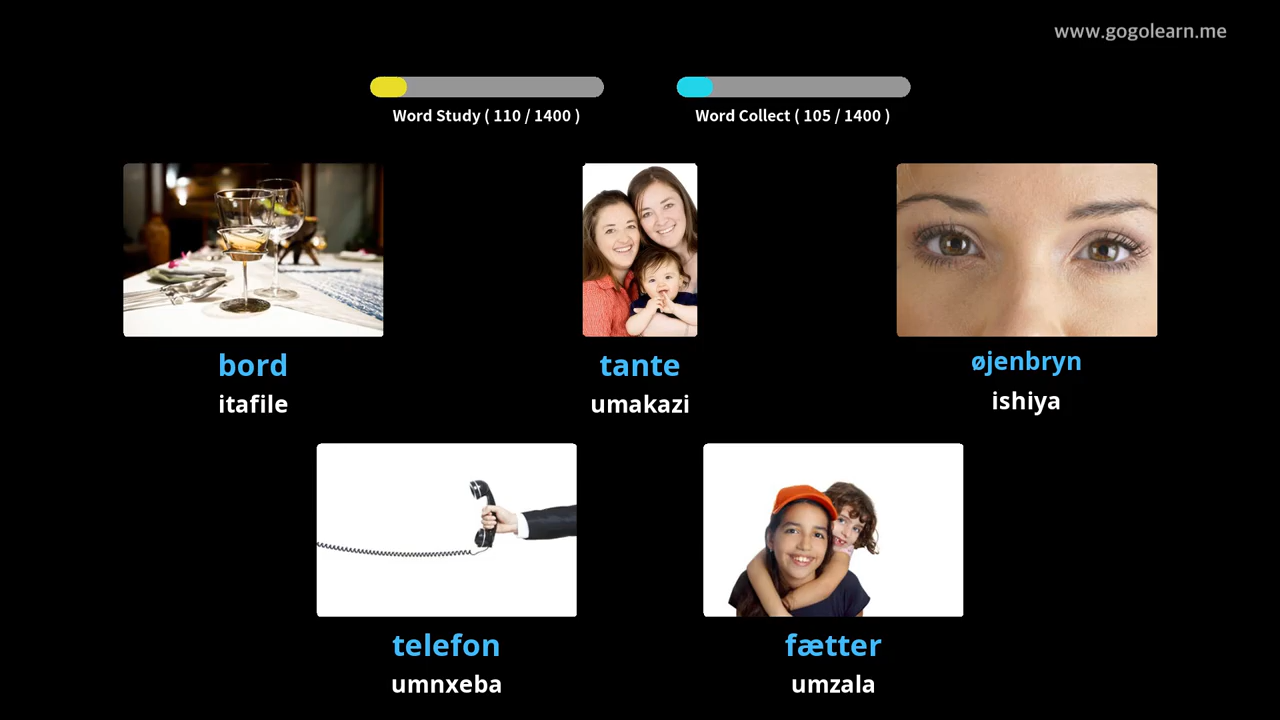 www.gogolearn.me
Word Study ( 110 / 1400 )
Word Collect ( 105 / 1400 )
bord
itafile
tante
umakazi
øjenbryn
ishiya
telefon
umnxeba
fætter
umzala